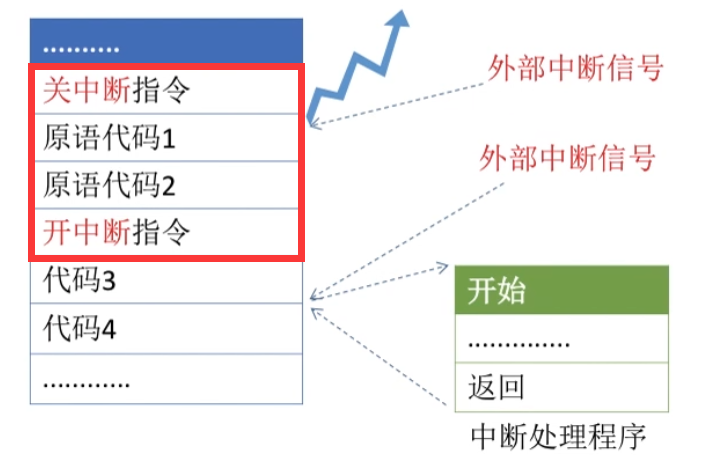 ..........
关中断指令
原语代码1
原语代码2
开中断指令
代码3
代码4
............
外部中断信号
外部中断信号
开始
..............
返回
中断处理程序